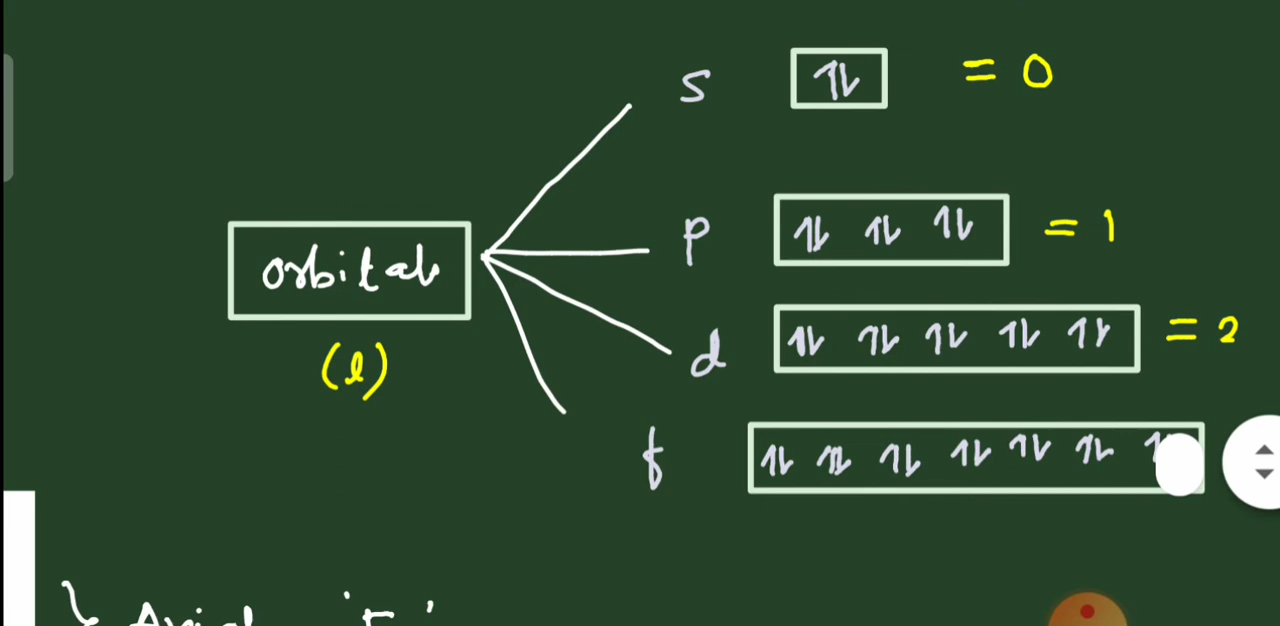 s ↿⇂ = 0
orbital
(l)
p ↿⇂ ↿⇂ ↿⇂ = 1
d ↿⇂ ↿⇂ ↿⇂ ↿⇂ ↿⇂ = 2
f ↿⇂ ↿⇂ ↿⇂ ↿⇂ ↿⇂ ↿⇂ ↿